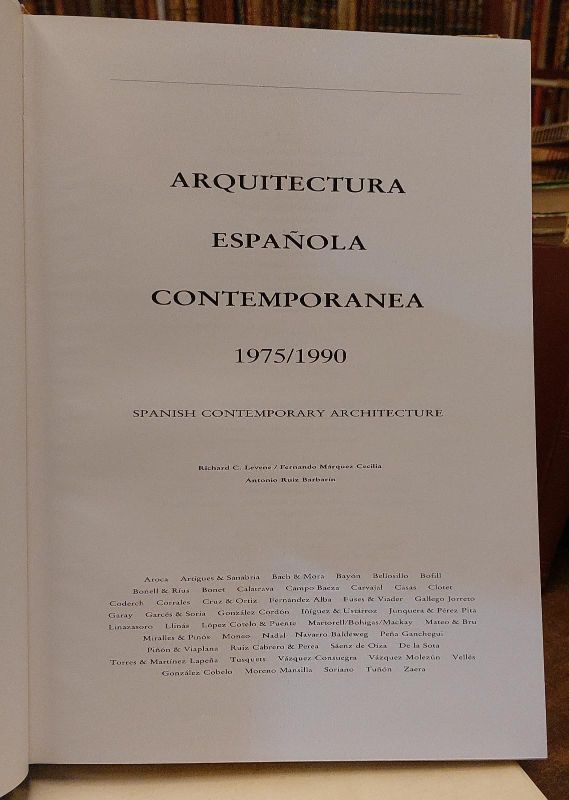 ARQUITECTURA
ESPAÑOLA
CONTEMPORANEA
1975/1990
SPANISH CONTEMPORARY ARCHITECTURE
Richard C. Levene / Fernando Márquez Cecilia
Antonio Ruiz Barbarín
Aroca Artigues & Sanabria Bach & Mora Bayón Bellosillo Bofill
Bonell & Rius Bonet Calatrava Campo Baeza Carvajal Casas Clotet
Coderch Corrales Cruz & Ortiz Fernández Alba Fuses & Viader Gallego Jorreto
Garay Garcés & Soria González Cordón Iñiguez & Ustárroz Junquera & Pérez Pita
Linazasoro Llinás López Cotelo & Puente Martorell/Bohigas/Mackay Mateo & Bru
Miralles & Pinós Moneo Nadal Navarro Baldeweg Peña Ganchegui
Piñón & Viaplana Ruiz Cabrero & Perea Sáenz de Oiza De la Sota
Torres & Martínez Lapeña Tusquets Vázquez Consuegra Vázquez Molezún Vellés
González Cobelo Moreno Mansilla Soriano Tuñón Zaera